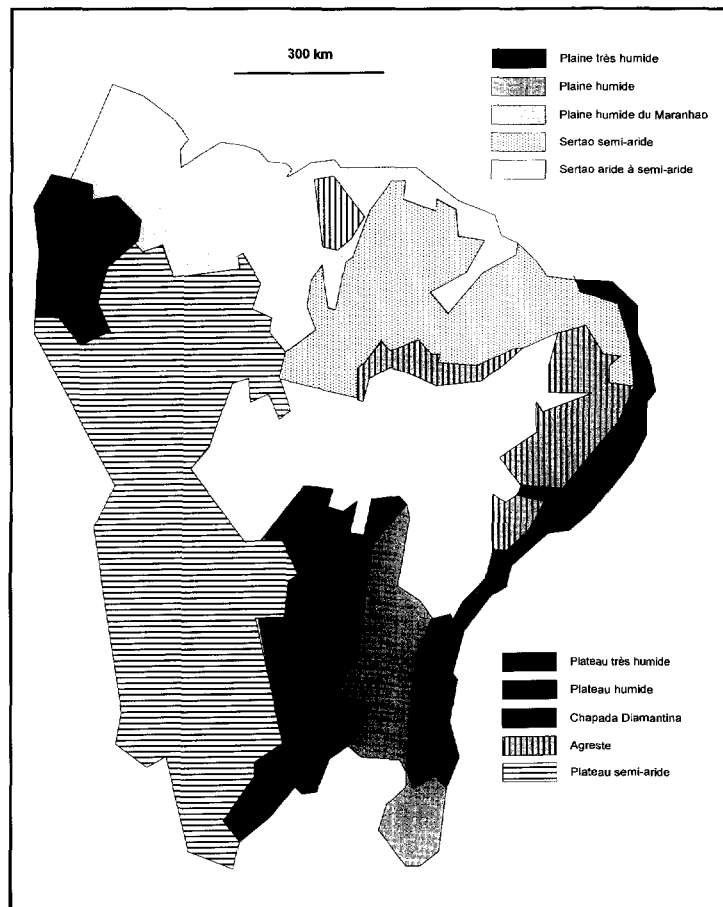 300 km
Plaine très humide
Plaine humide
Plaine humide du Maranhao
Sertao semi-aride
Sertao aride à semi-aride
Plateau très humide
Plateau humide
Chapada Diamantina
Agreste
Plateau semi-aride